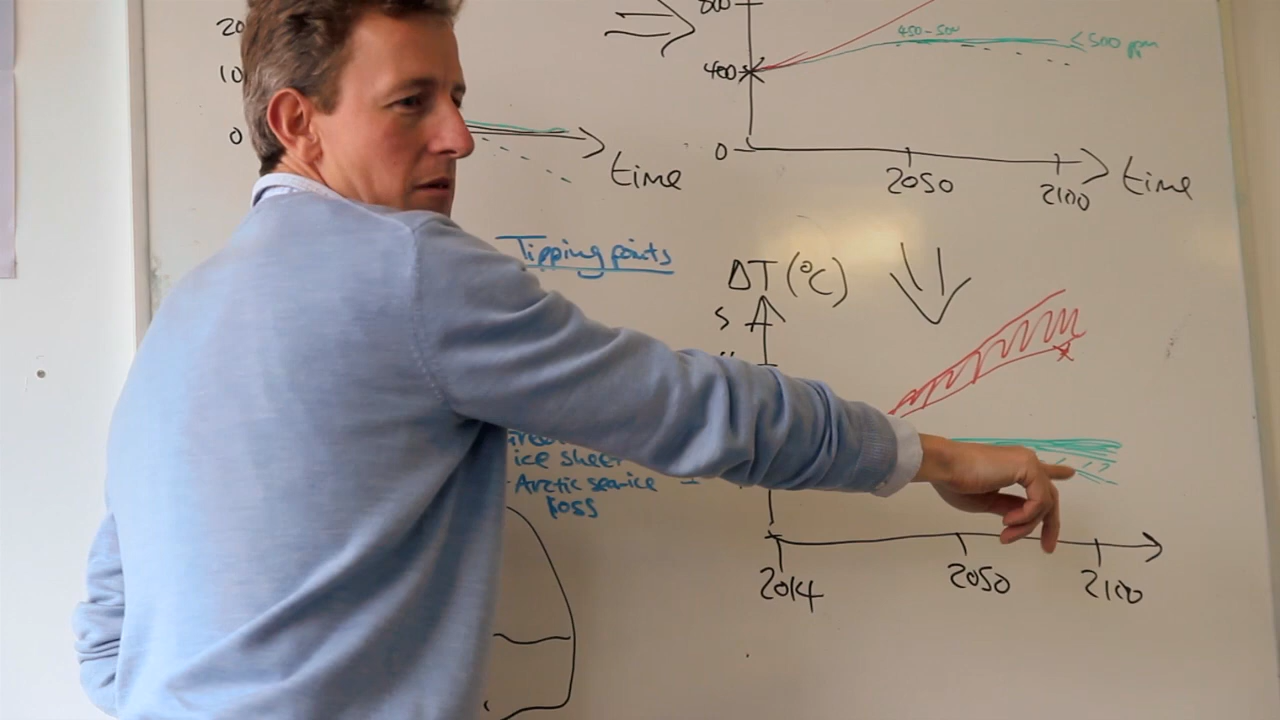 20
10
0
time
800
400
0
450-500
≤500 ppm
2050
2100
time
Tipping points
ice sheet
· Arctic sea-ice
loss
ΔT (°C)
5
2014
2050
2100